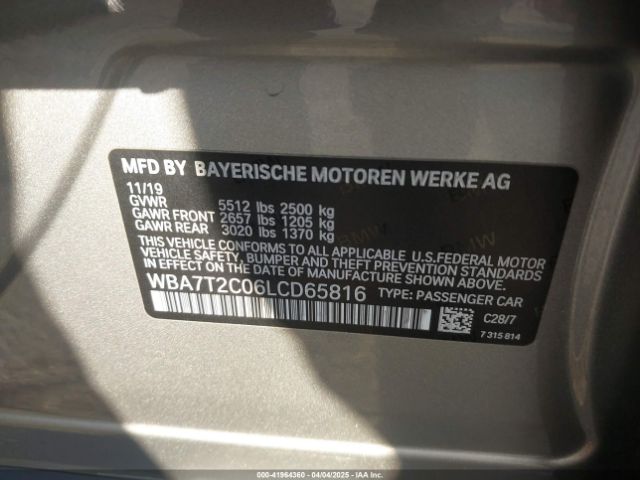 MFD BY BAYERISCHE MOTOREN WERKE AG
11/19
GVWR 5512 lbs 2500 kg
GAWR FRONT 2657 lbs 1205 kg
GAWR REAR 3020 lbs 1370 kg
THIS VEHICLE CONFORMS TO ALL APPLICABLE U.S.FEDERAL MOTOR
VEHICLE SAFETY, BUMPER AND THEFT PREVENTION STANDARDS
IN EFFECT ON THE DATE OF MANUFACTURE SHOWN ABOVE.
WBA7T2C06LCD65816 TYPE: PASSENGER CAR
C28/7
7 315 814
000-41964360 - 04/04/2025 - IAA Inc.